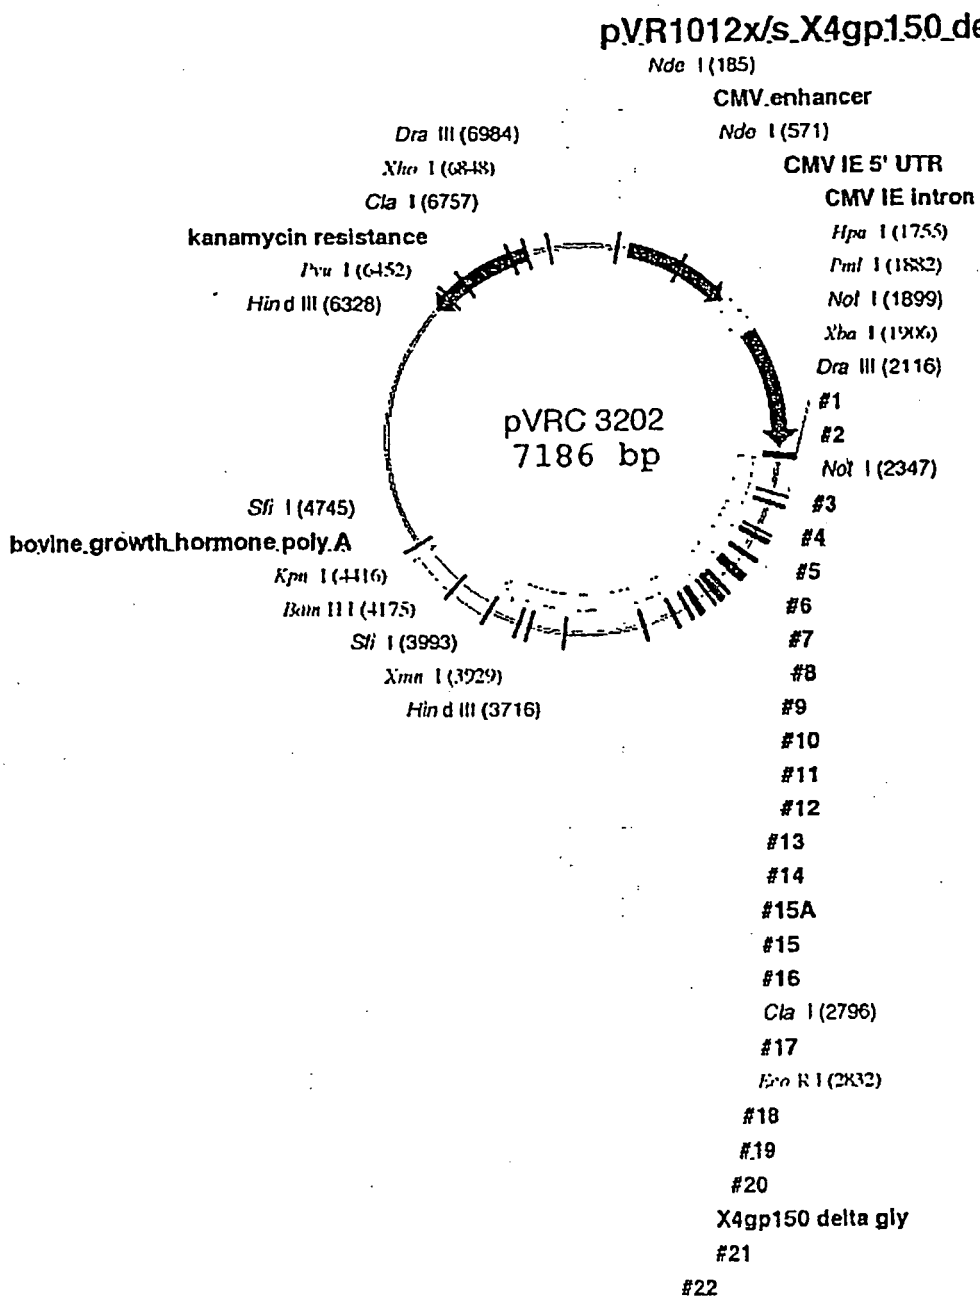 pVR1012x/s_X4gp150_de
Nde I (185)
CMV.enhancer
Dra III (6984)
Ndo I (571)
Xho I (6848)
CMV IE 5' UTR
Cla I (6757)
CMV IE intron
kanamycin resistance
Hpa I (1755)
Pvu I (6452)
Pml I (1882)
Hind III (6328)
Not I (1899)
Xba I (1906)
Dra III (2116)
#1
pVRC 3202
#2
7186 bp
Not I (2347)
Sfi I (4745)
#3
bovine.growth.hormone.poly.A
#4
Kpn I (4416)
#5
Bam HI (4175)
#6
Sfi I (3993)
#7
Xmn I (3929)
#8
Hind III (3716)
#9
#10
#11
#12
#13
#14
#15A
#15
#16
Cla I (2796)
#17
Eco R I (2832)
#18
#19
#20
X4gp150 delta gly
#21
#22